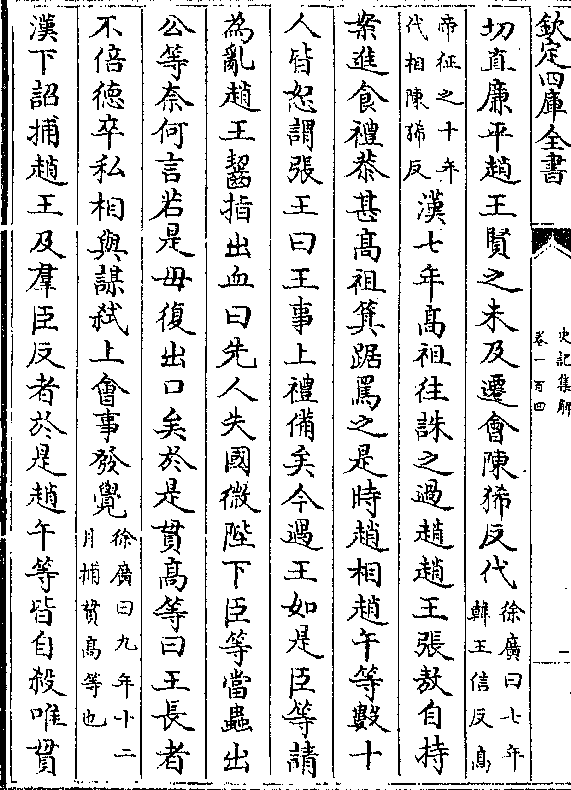 欽定四庫全書
史記集解
卷一百四
一
切直廉平趙王賢之未及遷會陳豨反代徐廣曰七年
韓王信反高
帝征之十年
代相陳豨反漢七年高祖往誅之過趙趙王張敖自持
案進食禮恭甚高祖箕踞罵之是時趙相趙午等數十
人皆怒謂張王曰王事上禮備矣今遇王如是臣等請
為亂趙王齧指出血曰先人失國微陛下臣等當蟲出
公等奈何言若是毋復出口矣於是貫高等曰王長者
不倍德卒私相與謀弑上會事發覺徐廣曰九年十二
月捕貫高等也
漢下詔捕趙王及羣臣反者於是趙午等皆自殺唯貫